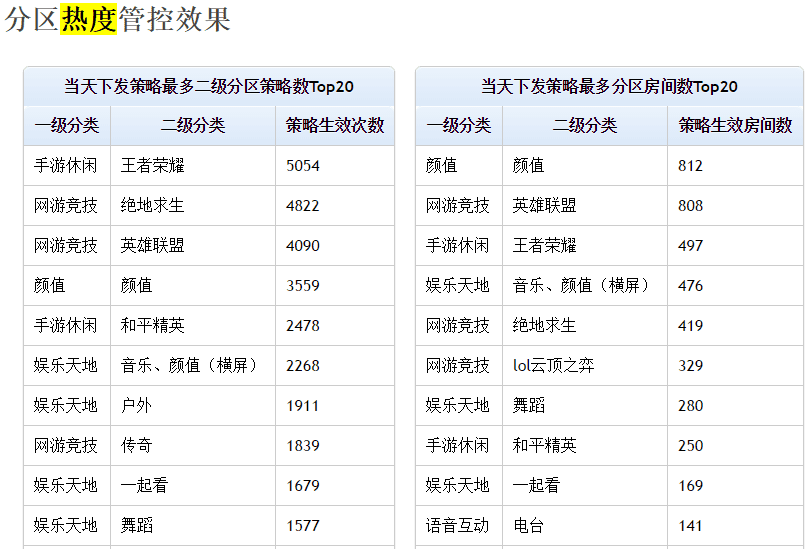 分区热度管控效果
当天下发策略最多二级分区策略数Top20
一级分类 二级分类 策略生效次数
手游休闲 王者荣耀 5054
网游竞技 绝地求生 4822
网游竞技 英雄联盟 4090
颜值 颜值 3559
手游休闲 和平精英 2478
娱乐天地 音乐、颜值（横屏） 2268
娱乐天地 户外 1911
网游竞技 传奇 1839
娱乐天地 一起看 1679
娱乐天地 舞蹈 1577
当天下发策略最多分区房间数Top20
一级分类 二级分类 策略生效房间数
颜值 颜值 812
网游竞技 英雄联盟 808
手游休闲 王者荣耀 497
娱乐天地 音乐、颜值（横屏） 476
网游竞技 绝地求生 419
网游竞技 lol云顶之弈 329
娱乐天地 舞蹈 280
手游休闲 和平精英 250
娱乐天地 一起看 169
语音互动 电台 141